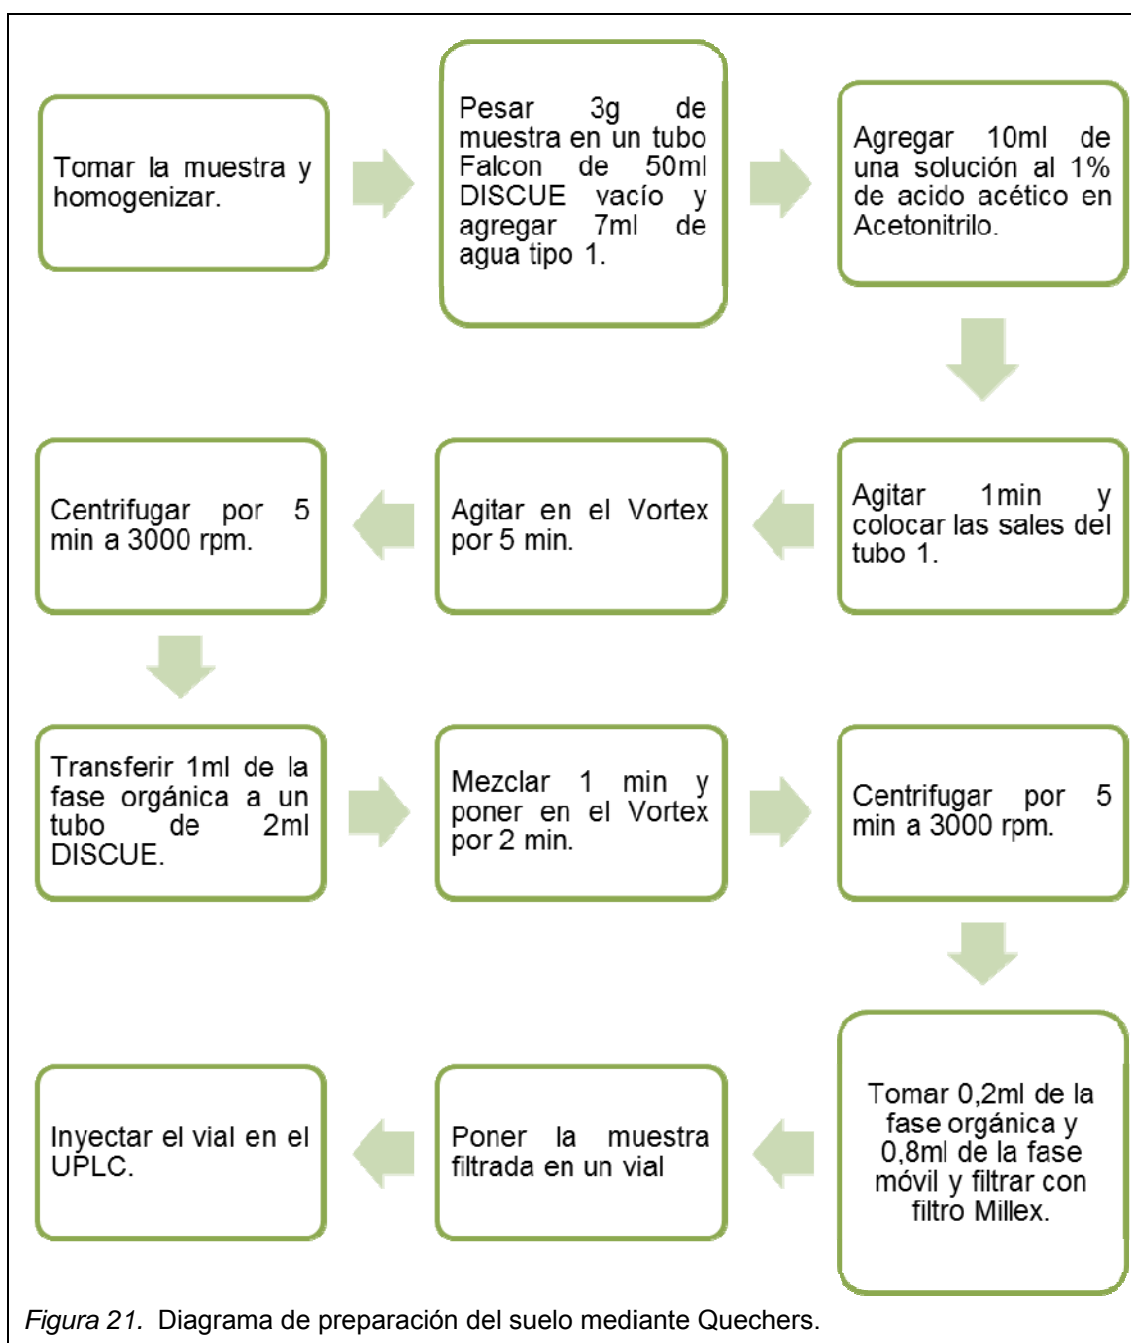 Tomar la muestra y
homogenizar.
Pesar 3g de
muestra en un tubo
Falcon de 50ml
DISCUE vacío y
agregar 7ml de
agua tipo 1.
Agregar 10ml de
una solución al 1%
de acido acético en
Acetonitrilo.
Agitar 1min y
colocar las sales del
tubo 1.
Agitar en el Vortex
por 5 min.
Centrifugar por 5
min a 3000 rpm.
Transferir 1ml de la
fase orgánica a un
tubo de 2ml
DISCUE.
Mezclar 1 min y
poner en el Vortex
por 2 min.
Centrifugar por 5
min a 3000 rpm.
Tomar 0,2ml de la
fase orgánica y
0,8ml de la fase
móvil y filtrar con
filtro Millex.
Poner la muestra
filtrada en un vial
Inyectar el vial en el
UPLC.
Figura 21. Diagrama de preparación del suelo mediante Quechers.